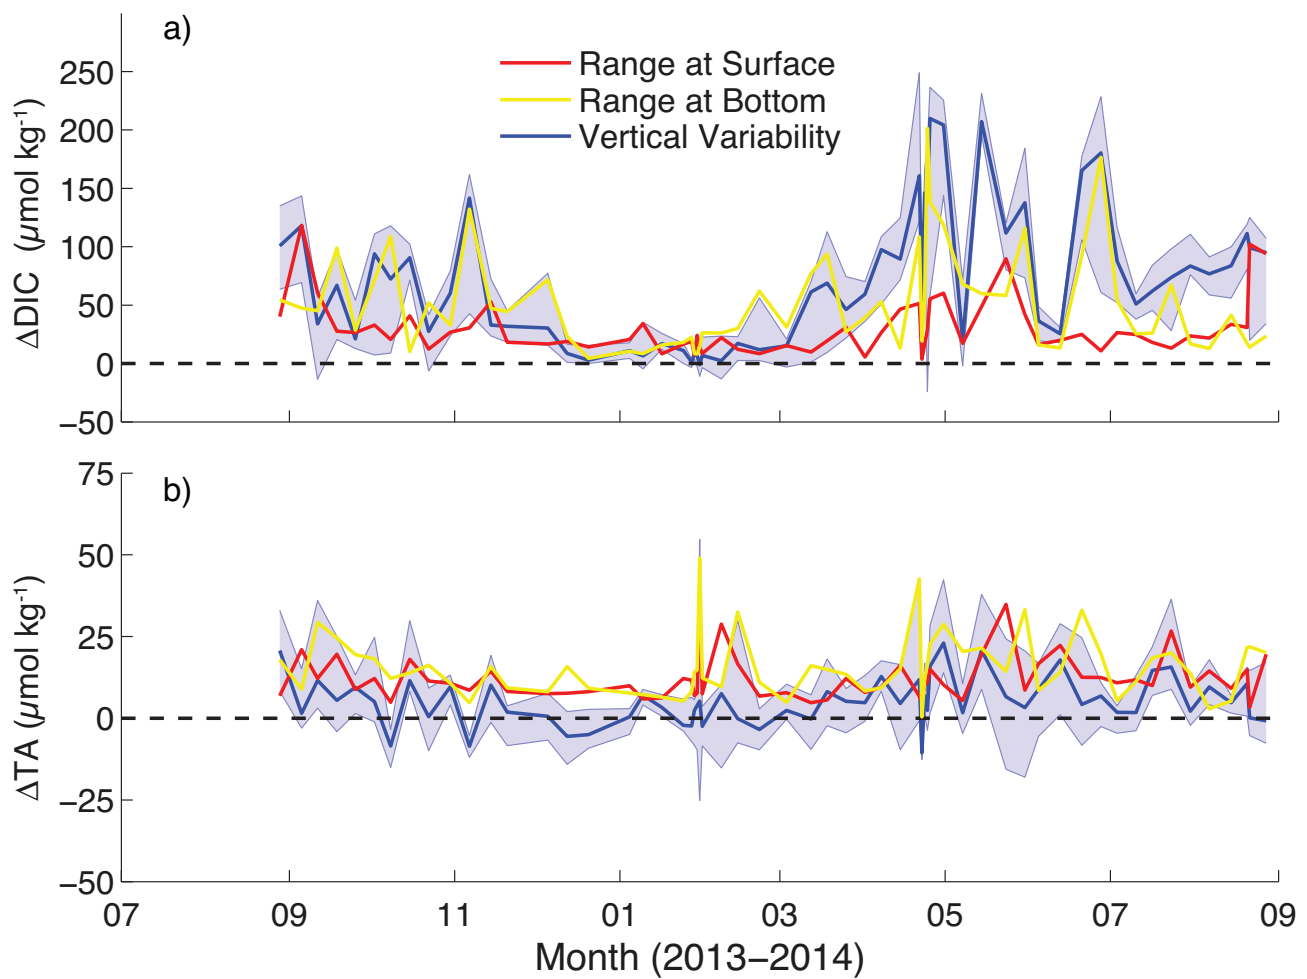 a)
Range at Surface
Range at Bottom
Vertical Variability
ΔDIC (µmol kg⁻¹)
250
200
150
100
50
0
−50
b)
ΔTA (µmol kg⁻¹)
75
50
25
0
−25
−50
07 09 11 01 03 05 07 09
Month (2013−2014)